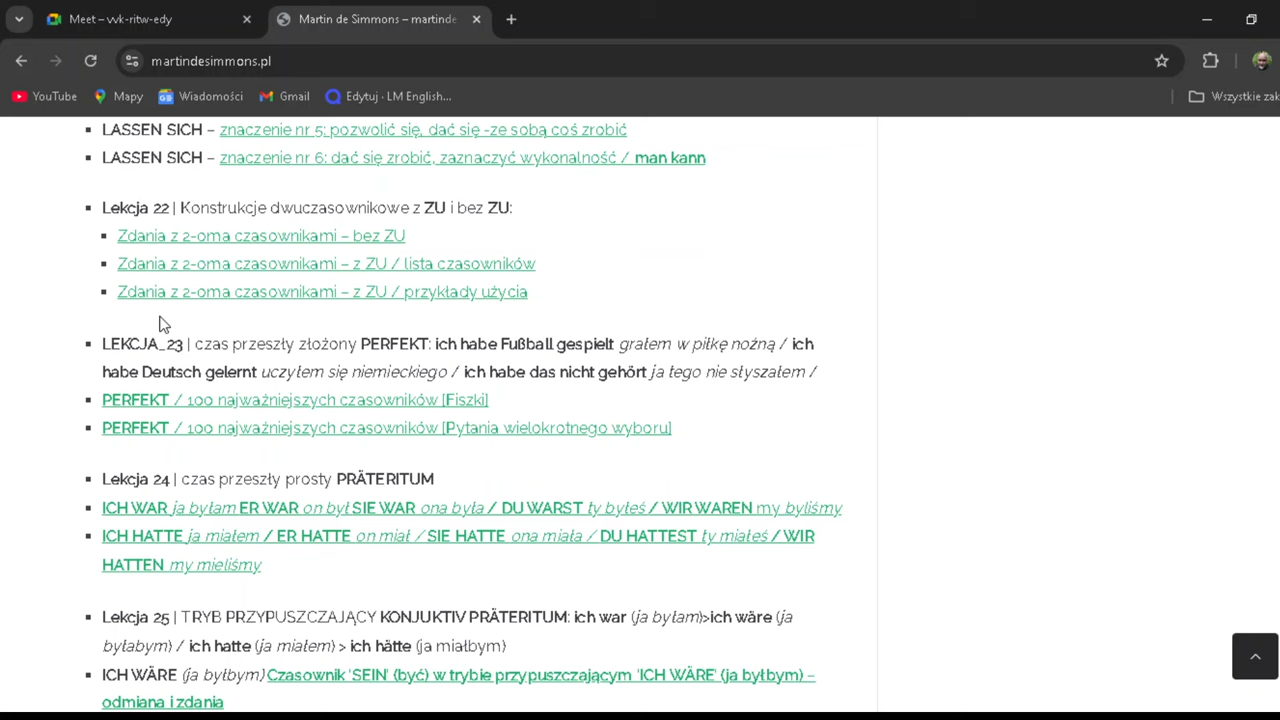 Meet – vvk-ritw-edy
Martin de Simmons – martinde
martindesimmons.pl
YouTube
Mapy
Wiadomości
Gmail
Edytuj · LM English...
Wszystkie zak
LASSEN SICH – znaczenie nr 5: pozwolić się, dać się -ze sobą coś zrobić
LASSEN SICH – znaczenie nr 6: dać się zrobić, zaznaczyć wykonalność / man kann
Lekcja 22 | Konstrukcje dwuczasownikowe z ZU i bez ZU:
Zdania z 2-oma czasownikami – bez ZU
Zdania z 2-oma czasownikami – z ZU / lista czasowników
Zdania z 2-oma czasownikami – z ZU / przykłady użycia
LEKCJA_23 | czas przeszły złożony PERFEKT: ich habe Fußball gespielt grałem w piłkę nożną / ich
habe Deutsch gelernt uczyłem się niemieckiego / ich habe das nicht gehört ja tego nie słyszałem /
PERFEKT / 100 najważniejszych czasowników [Fiszki]
PERFEKT / 100 najważniejszych czasowników [Pytania wielokrotnego wyboru]
Lekcja 24 | czas przeszły prosty PRÄTERITUM
ICH WAR ja byłam ER WAR on był SIE WAR ona była / DU WARST ty byłeś / WIR WAREN my byliśmy
ICH HATTE ja miałem / ER HATTE on miał / SIE HATTE ona miała / DU HATTEST ty miałeś / WIR
HATTEN my mieliśmy
Lekcja 25 | TRYB PRZYPUSZCZAJĄCY KONJUKTIV PRÄTERITUM: ich war (ja byłam)>ich wäre (ja
byłabym) / ich hatte (ja miałem) > ich hätte (ja miałbym)
ICH WÄRE (ja byłbym) Czasownik 'SEIN' (być) w trybie przypuszczającym 'ICH WÄRE' (ja byłbym) –
odmiana i zdania